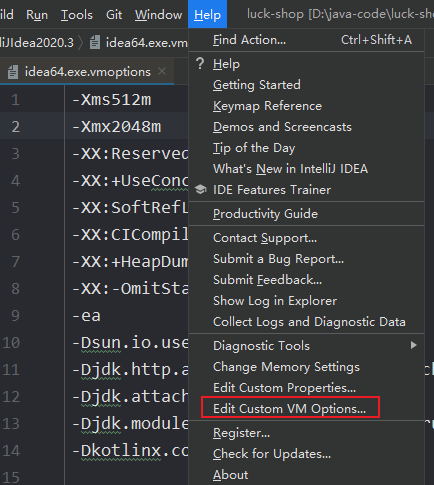 Run Tools Window Help luck-shop [D:\java-code\luck-s
iJIdea2020.3 idea64.exe.vm
idea64.exe.vmoptions
1 -Xms512m
2 -Xmx2048m
3 -XX:Reserved
4 -XX:+UseConc
5 -XX:SoftRefL
6 -XX:CICompil
7 -XX:+HeapDum
8 -XX:-OmitSta
9 -ea
10 -Dsun.io.use
11 -Djdk.http.a
12 -Djdk.attach
13 -Djdk.module
14 -Dkotlinx.co
15
Find Action... Ctrl+Shift+A
Help
Getting Started
Keymap Reference
Demos and Screencasts
Tip of the Day
What's New in IntelliJ IDEA
IDE Features Trainer
Productivity Guide
Contact Support...
Submit a Bug Report...
Submit Feedback...
Show Log in Explorer
Collect Logs and Diagnostic Data
Diagnostic Tools
Change Memory Settings
Edit Custom Properties...
Edit Custom VM Options...
Register...
Check for Updates...
About